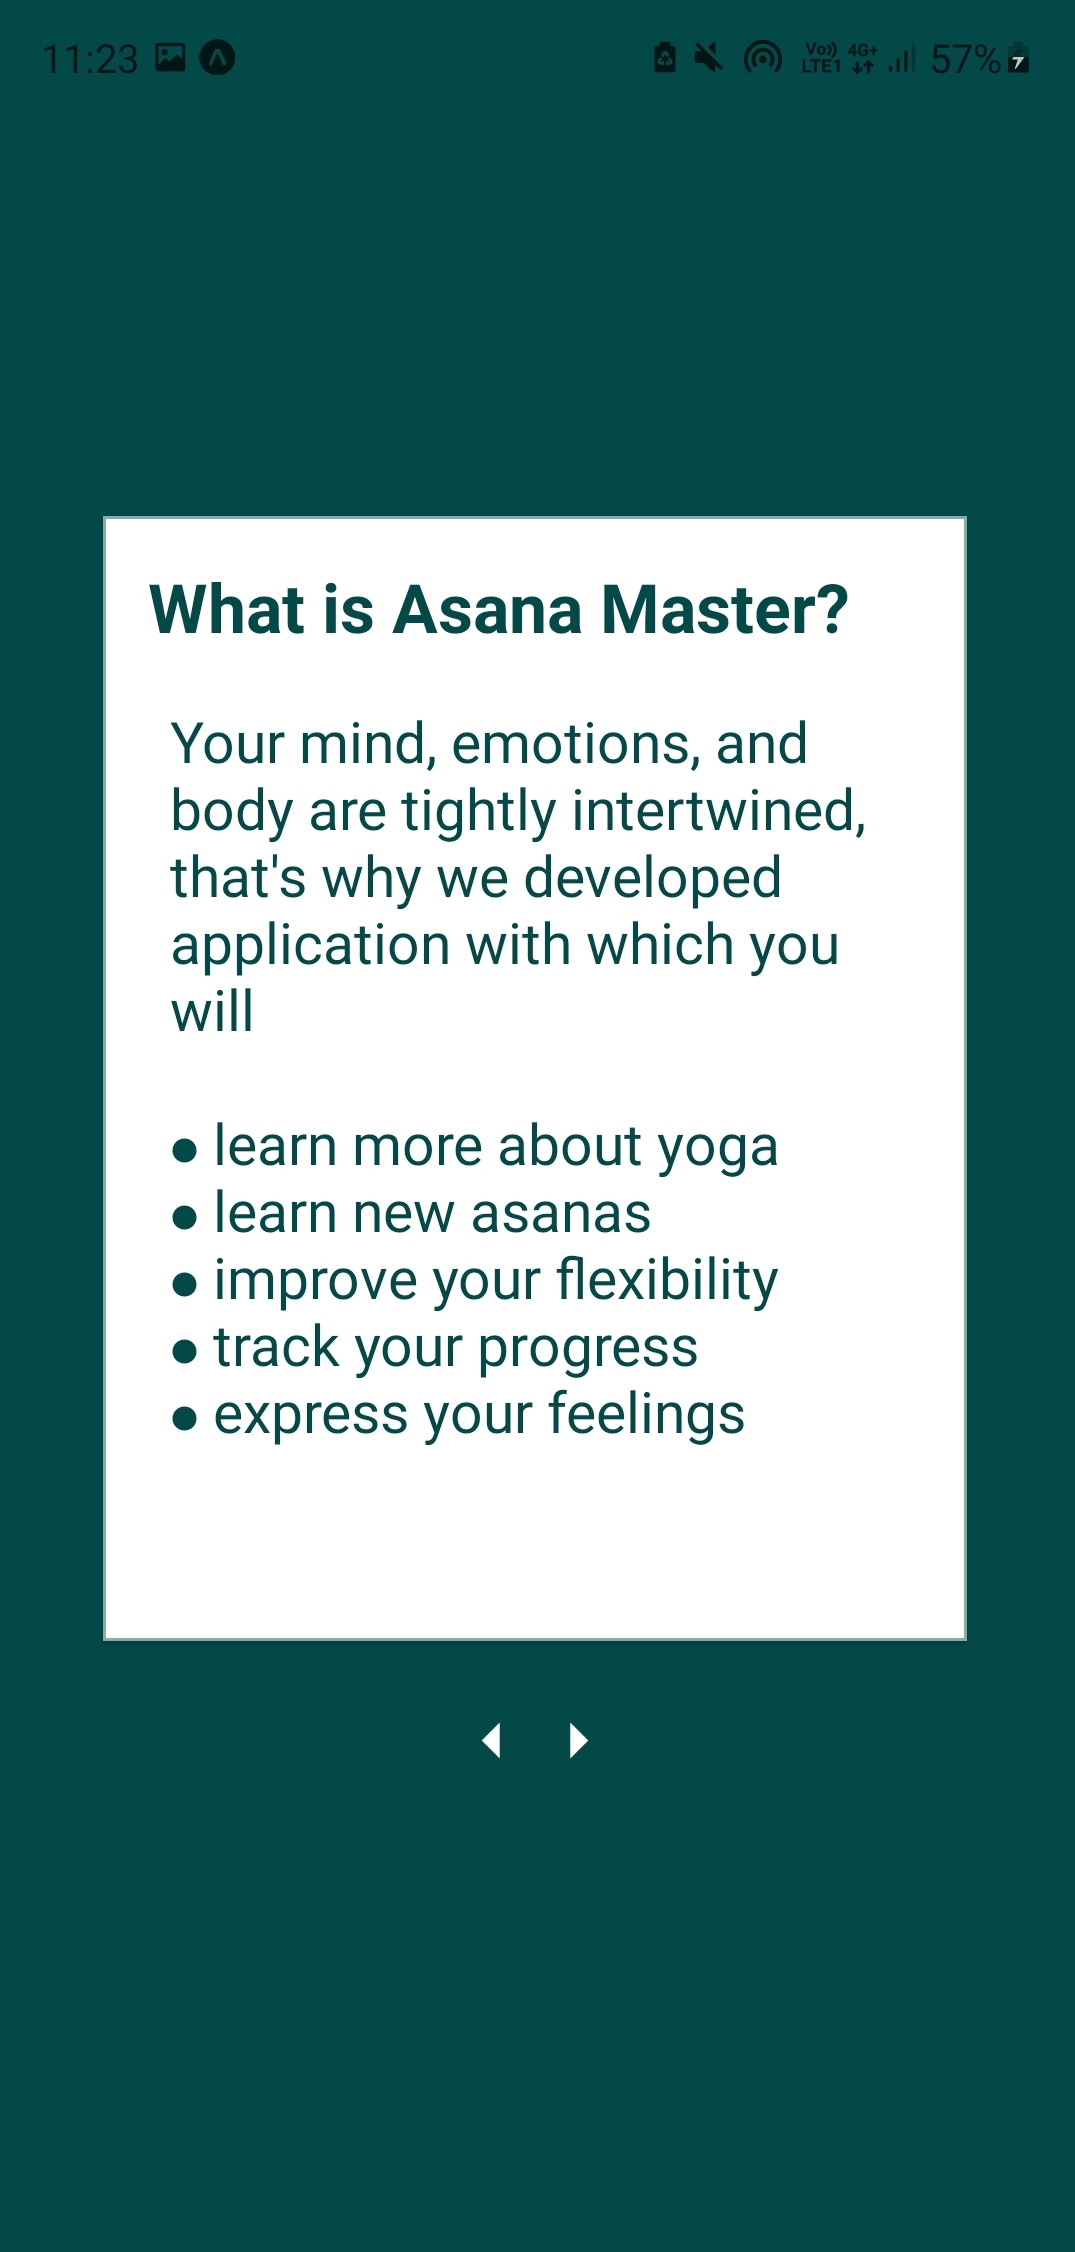 11:23 Vo)) LTE1 4G+ 57%
What is Asana Master?
Your mind, emotions, and
body are tightly intertwined,
that's why we developed
application with which you
will
● learn more about yoga
● learn new asanas
● improve your flexibility
● track your progress
● express your feelings